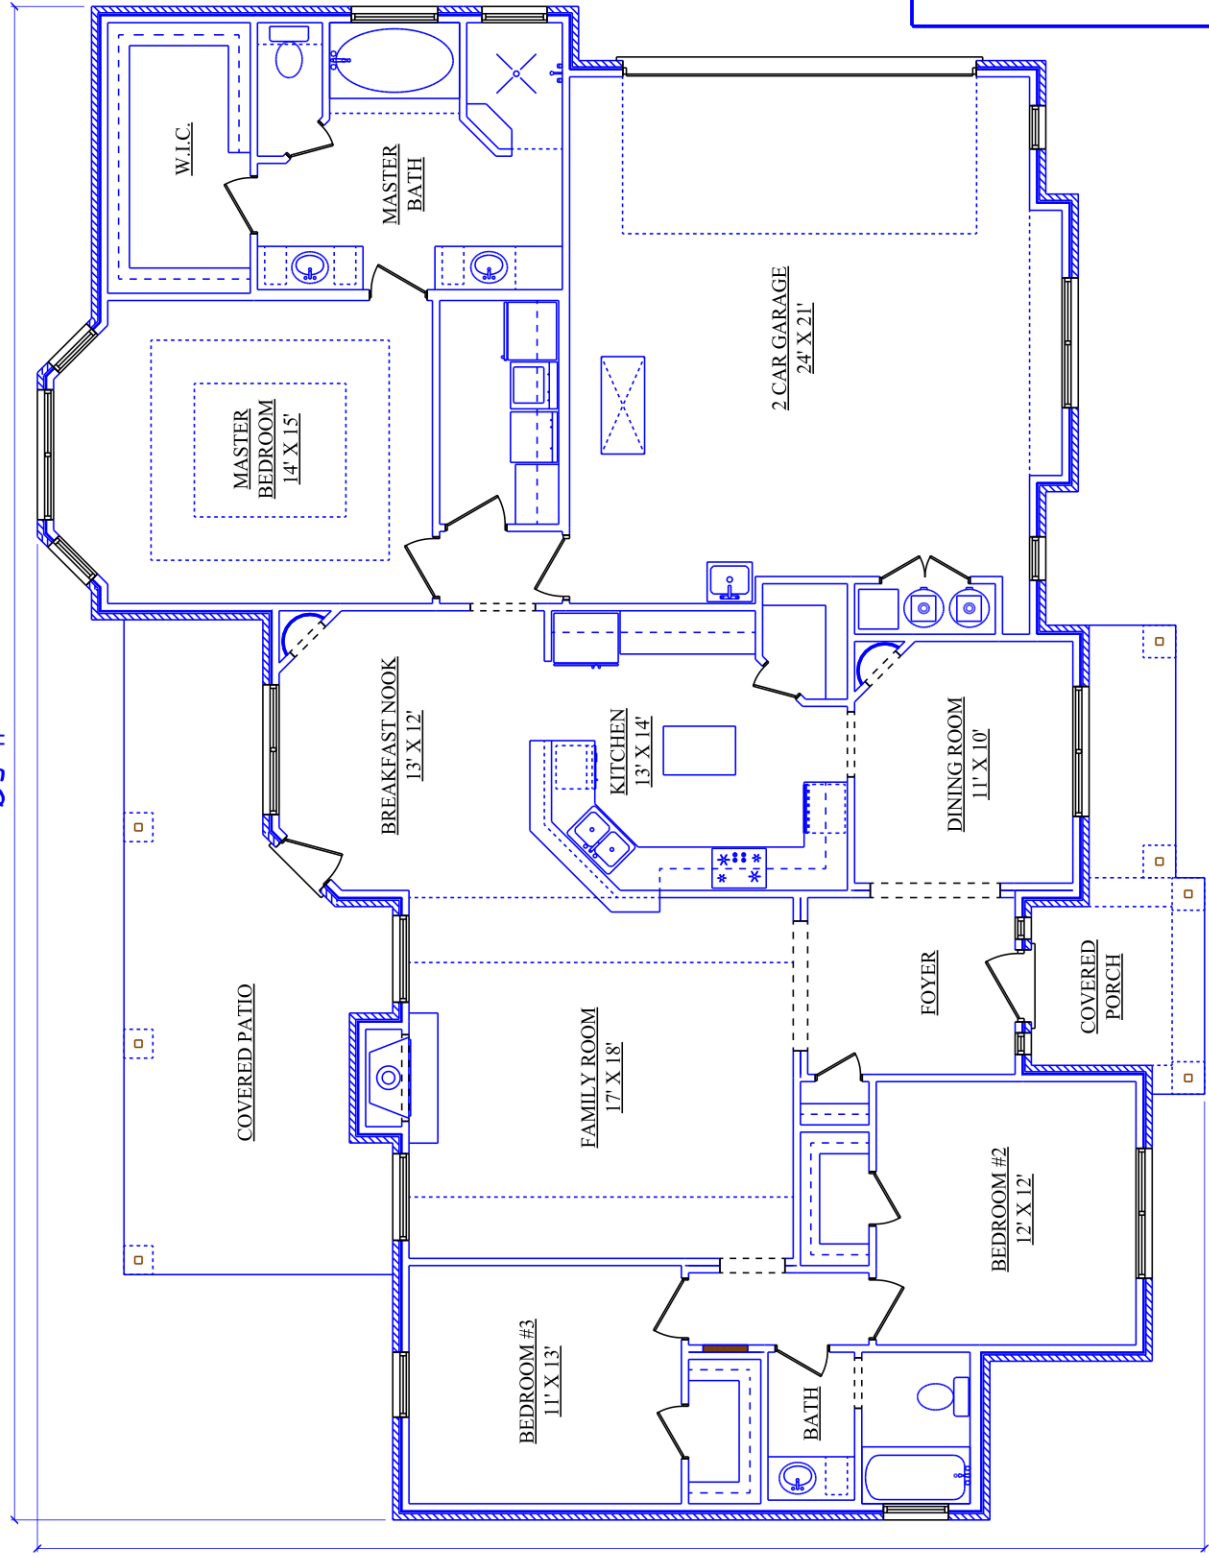 W.I.C.
MASTER
BATH
MASTER
BEDROOM
14' X 15'
2 CAR GARAGE
24' X 21'
BREAKFAST NOOK
13' X 12'
KITCHEN
13' X 14'
DINING ROOM
11' X 10'
COVERED PATIO
FAMILY ROOM
17' X 18'
FOYER
COVERED
PORCH
BEDROOM #3
11' X 13'
BATH
BEDROOM #2
12' X 12'